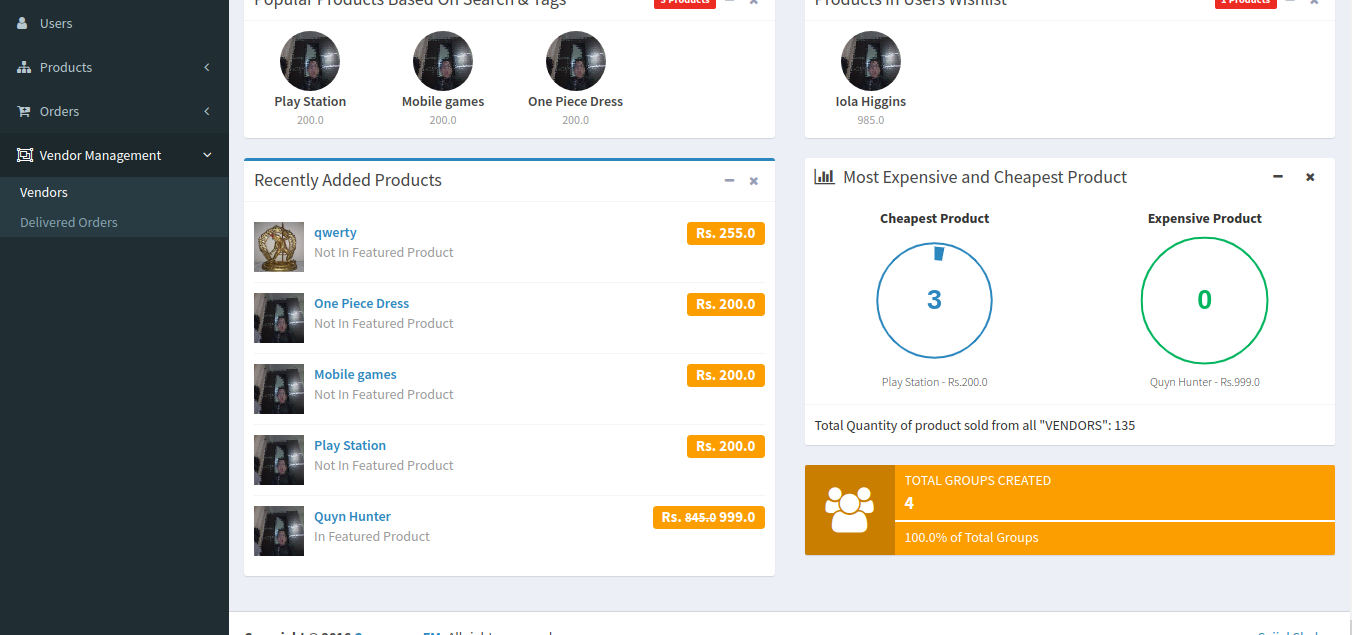 Users
Products
Orders
Vendor Management
Vendors
Delivered Orders
Popular Products Based On Search & Tags
3 Products
Play Station
200.0
Mobile games
200.0
One Piece Dress
200.0
Products in Users Wishlist
1 Products
Iola Higgins
985.0
Recently Added Products
qwerty
Not In Featured Product
Rs. 255.0
One Piece Dress
Not In Featured Product
Rs. 200.0
Mobile games
Not In Featured Product
Rs. 200.0
Play Station
Not In Featured Product
Rs. 200.0
Quyn Hunter
In Featured Product
Rs. 845.0 999.0
Most Expensive and Cheapest Product
Cheapest Product
3
Play Station - Rs.200.0
Expensive Product
0
Quyn Hunter - Rs.999.0
Total Quantity of product sold from all "VENDORS": 135
TOTAL GROUPS CREATED
4
100.0% of Total Groups